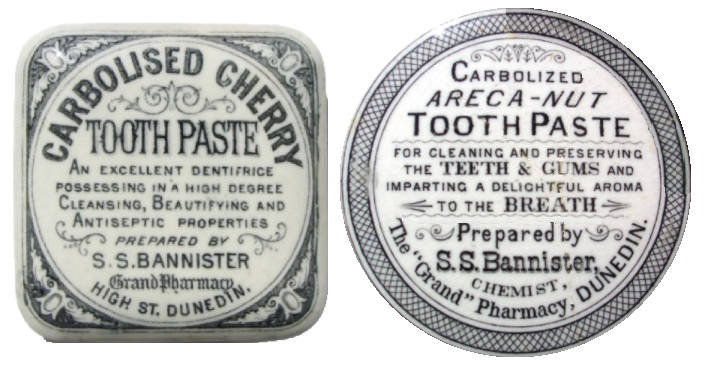 CARBOLISED CHERRY
TOOTH PASTE
AN EXCELLENT DENTIFRICE
POSSESSING IN A HIGH DEGREE
CLEANSING, BEAUTIFYING AND
ANTISEPTIC PROPERTIES
PREPARED BY
S.S.BANNISTER
Grand Pharmacy
HIGH ST. DUNEDIN.
CARBOLIZED
ARECA-NUT
TOOTH PASTE
FOR CLEANING AND PRESERVING
THE TEETH & GUMS AND
IMPARTING A DELIGHTFUL AROMA
TO THE BREATH
Prepared by
S.S.Bannister,
CHEMIST,
The "Grand" Pharmacy, DUNEDIN.